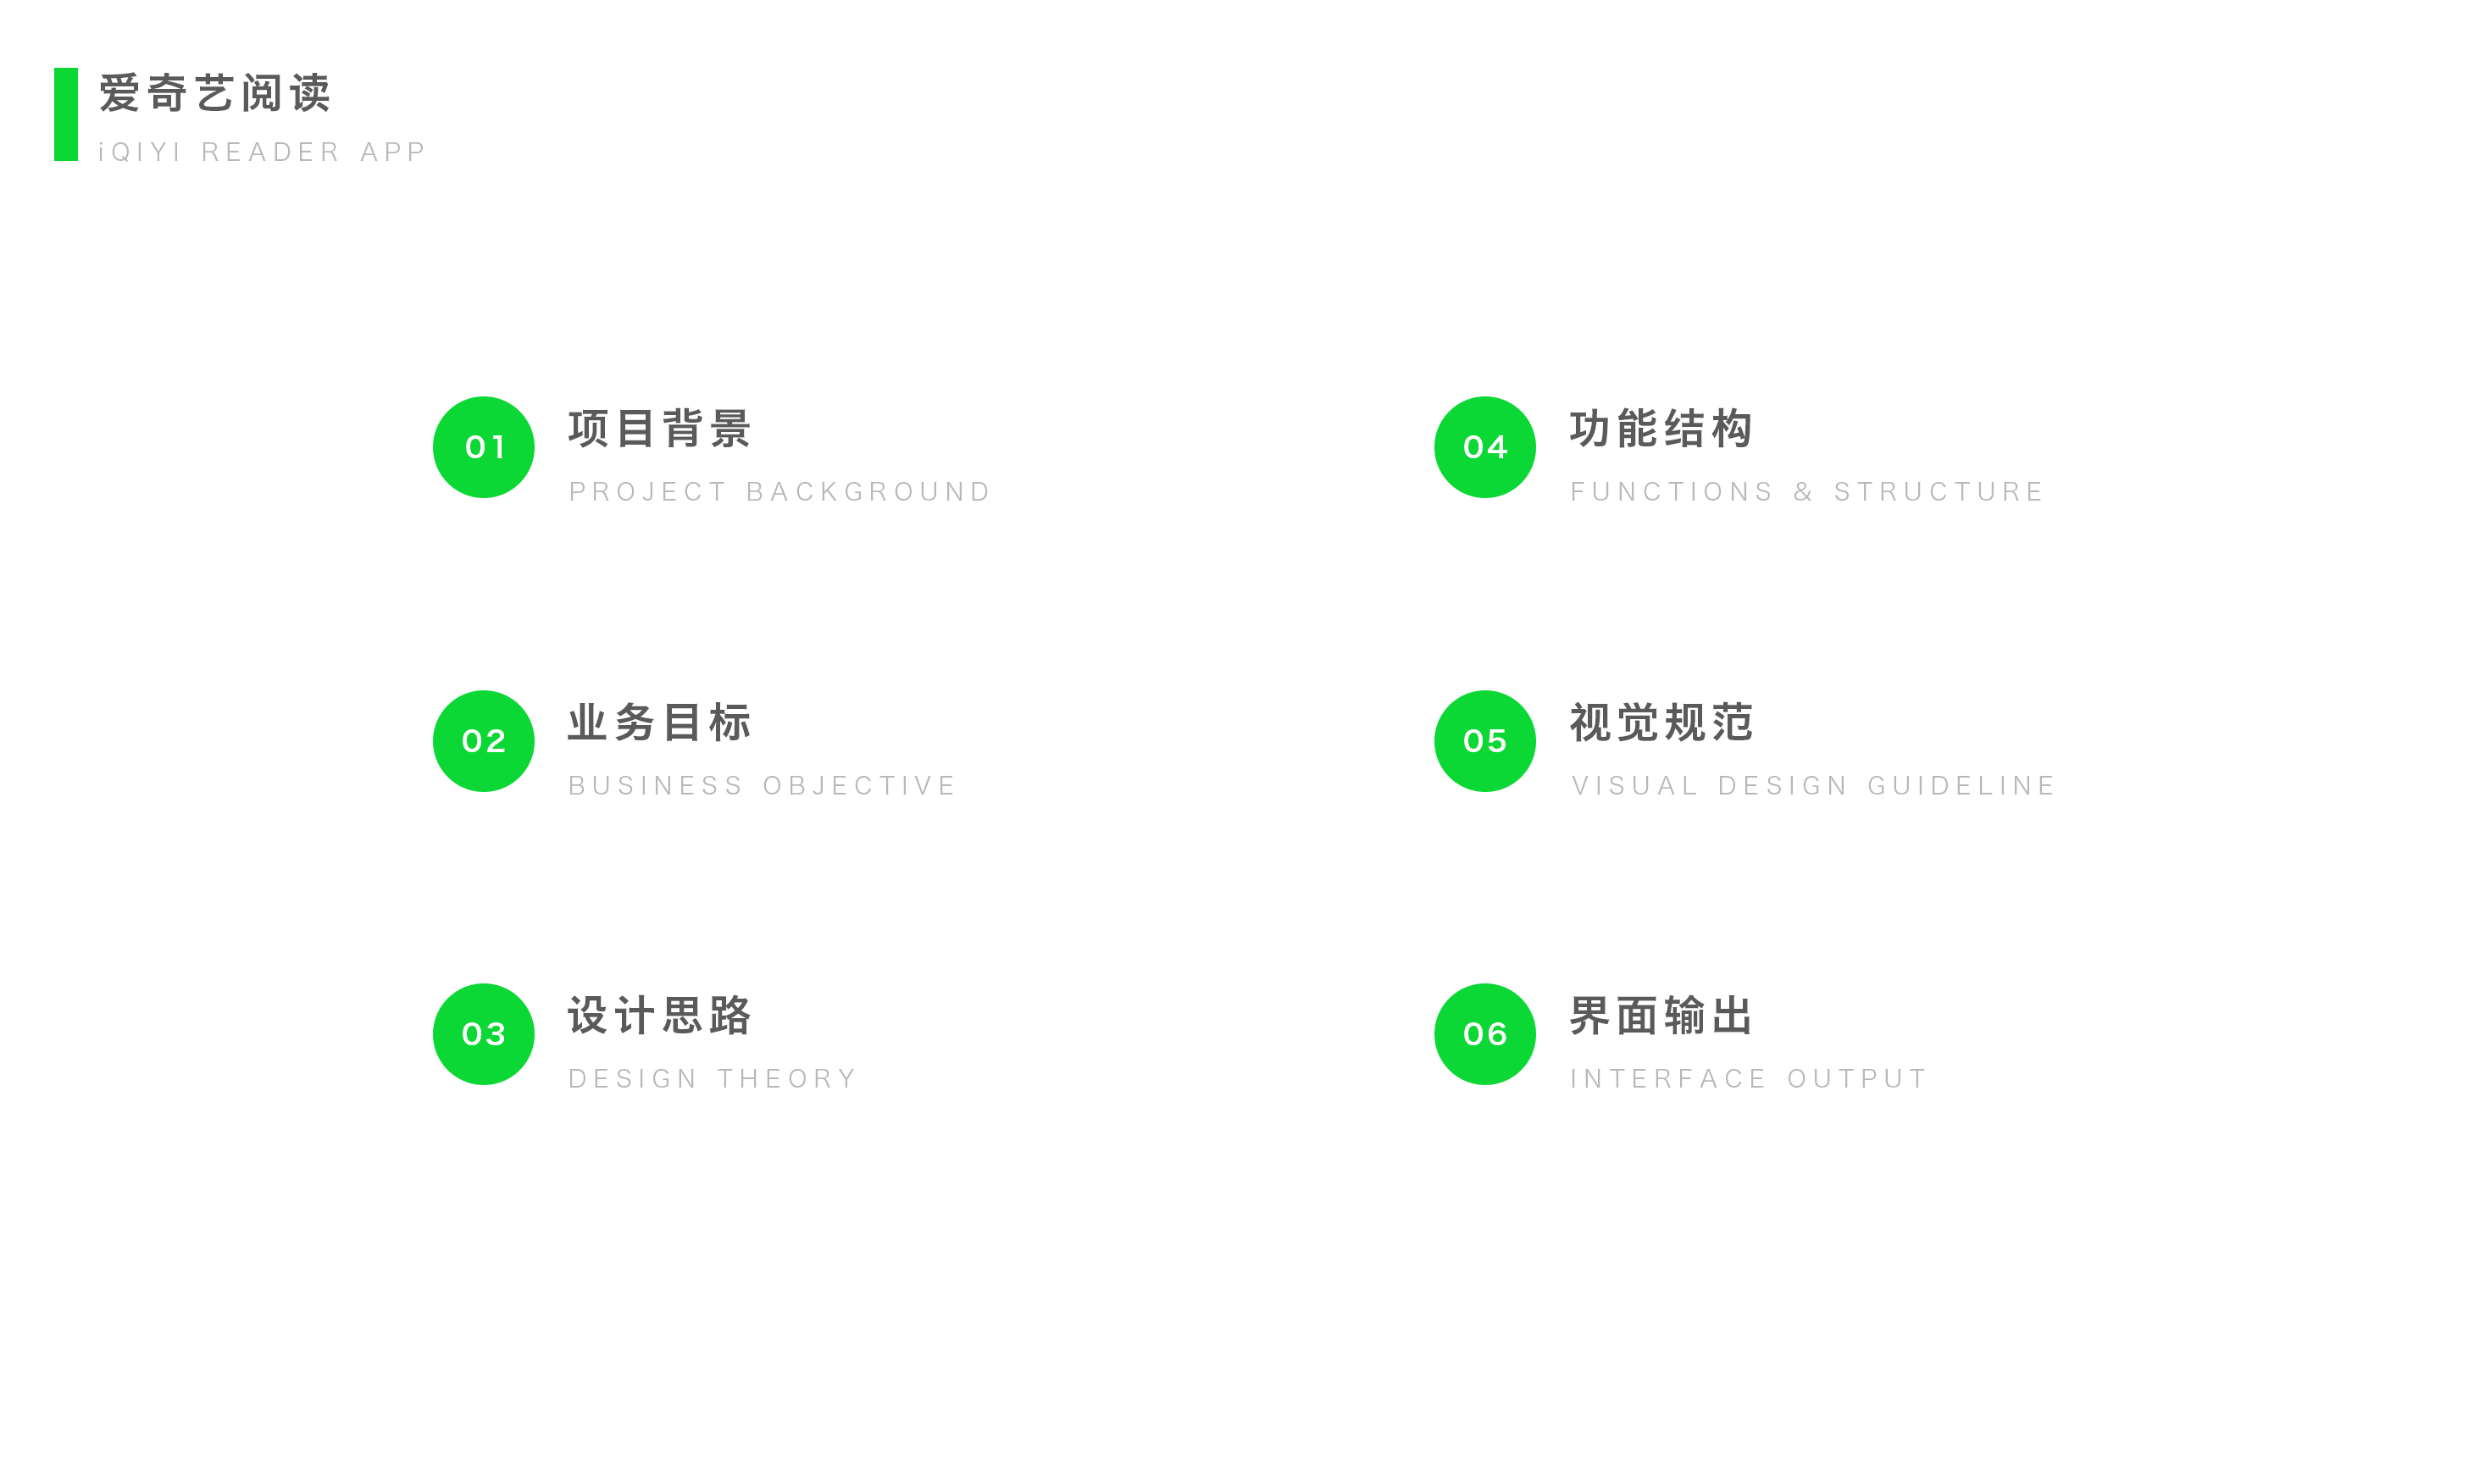 爱奇艺阅读
iQIYI READER APP
01
项目背景
PROJECT BACKGROUND
02
业务目标
BUSINESS OBJECTIVE
03
设计思路
DESIGN THEORY
04
功能结构
FUNCTIONS & STRUCTURE
05
视觉规范
VISUAL DESIGN GUIDELINE
06
界面输出
INTERFACE OUTPUT